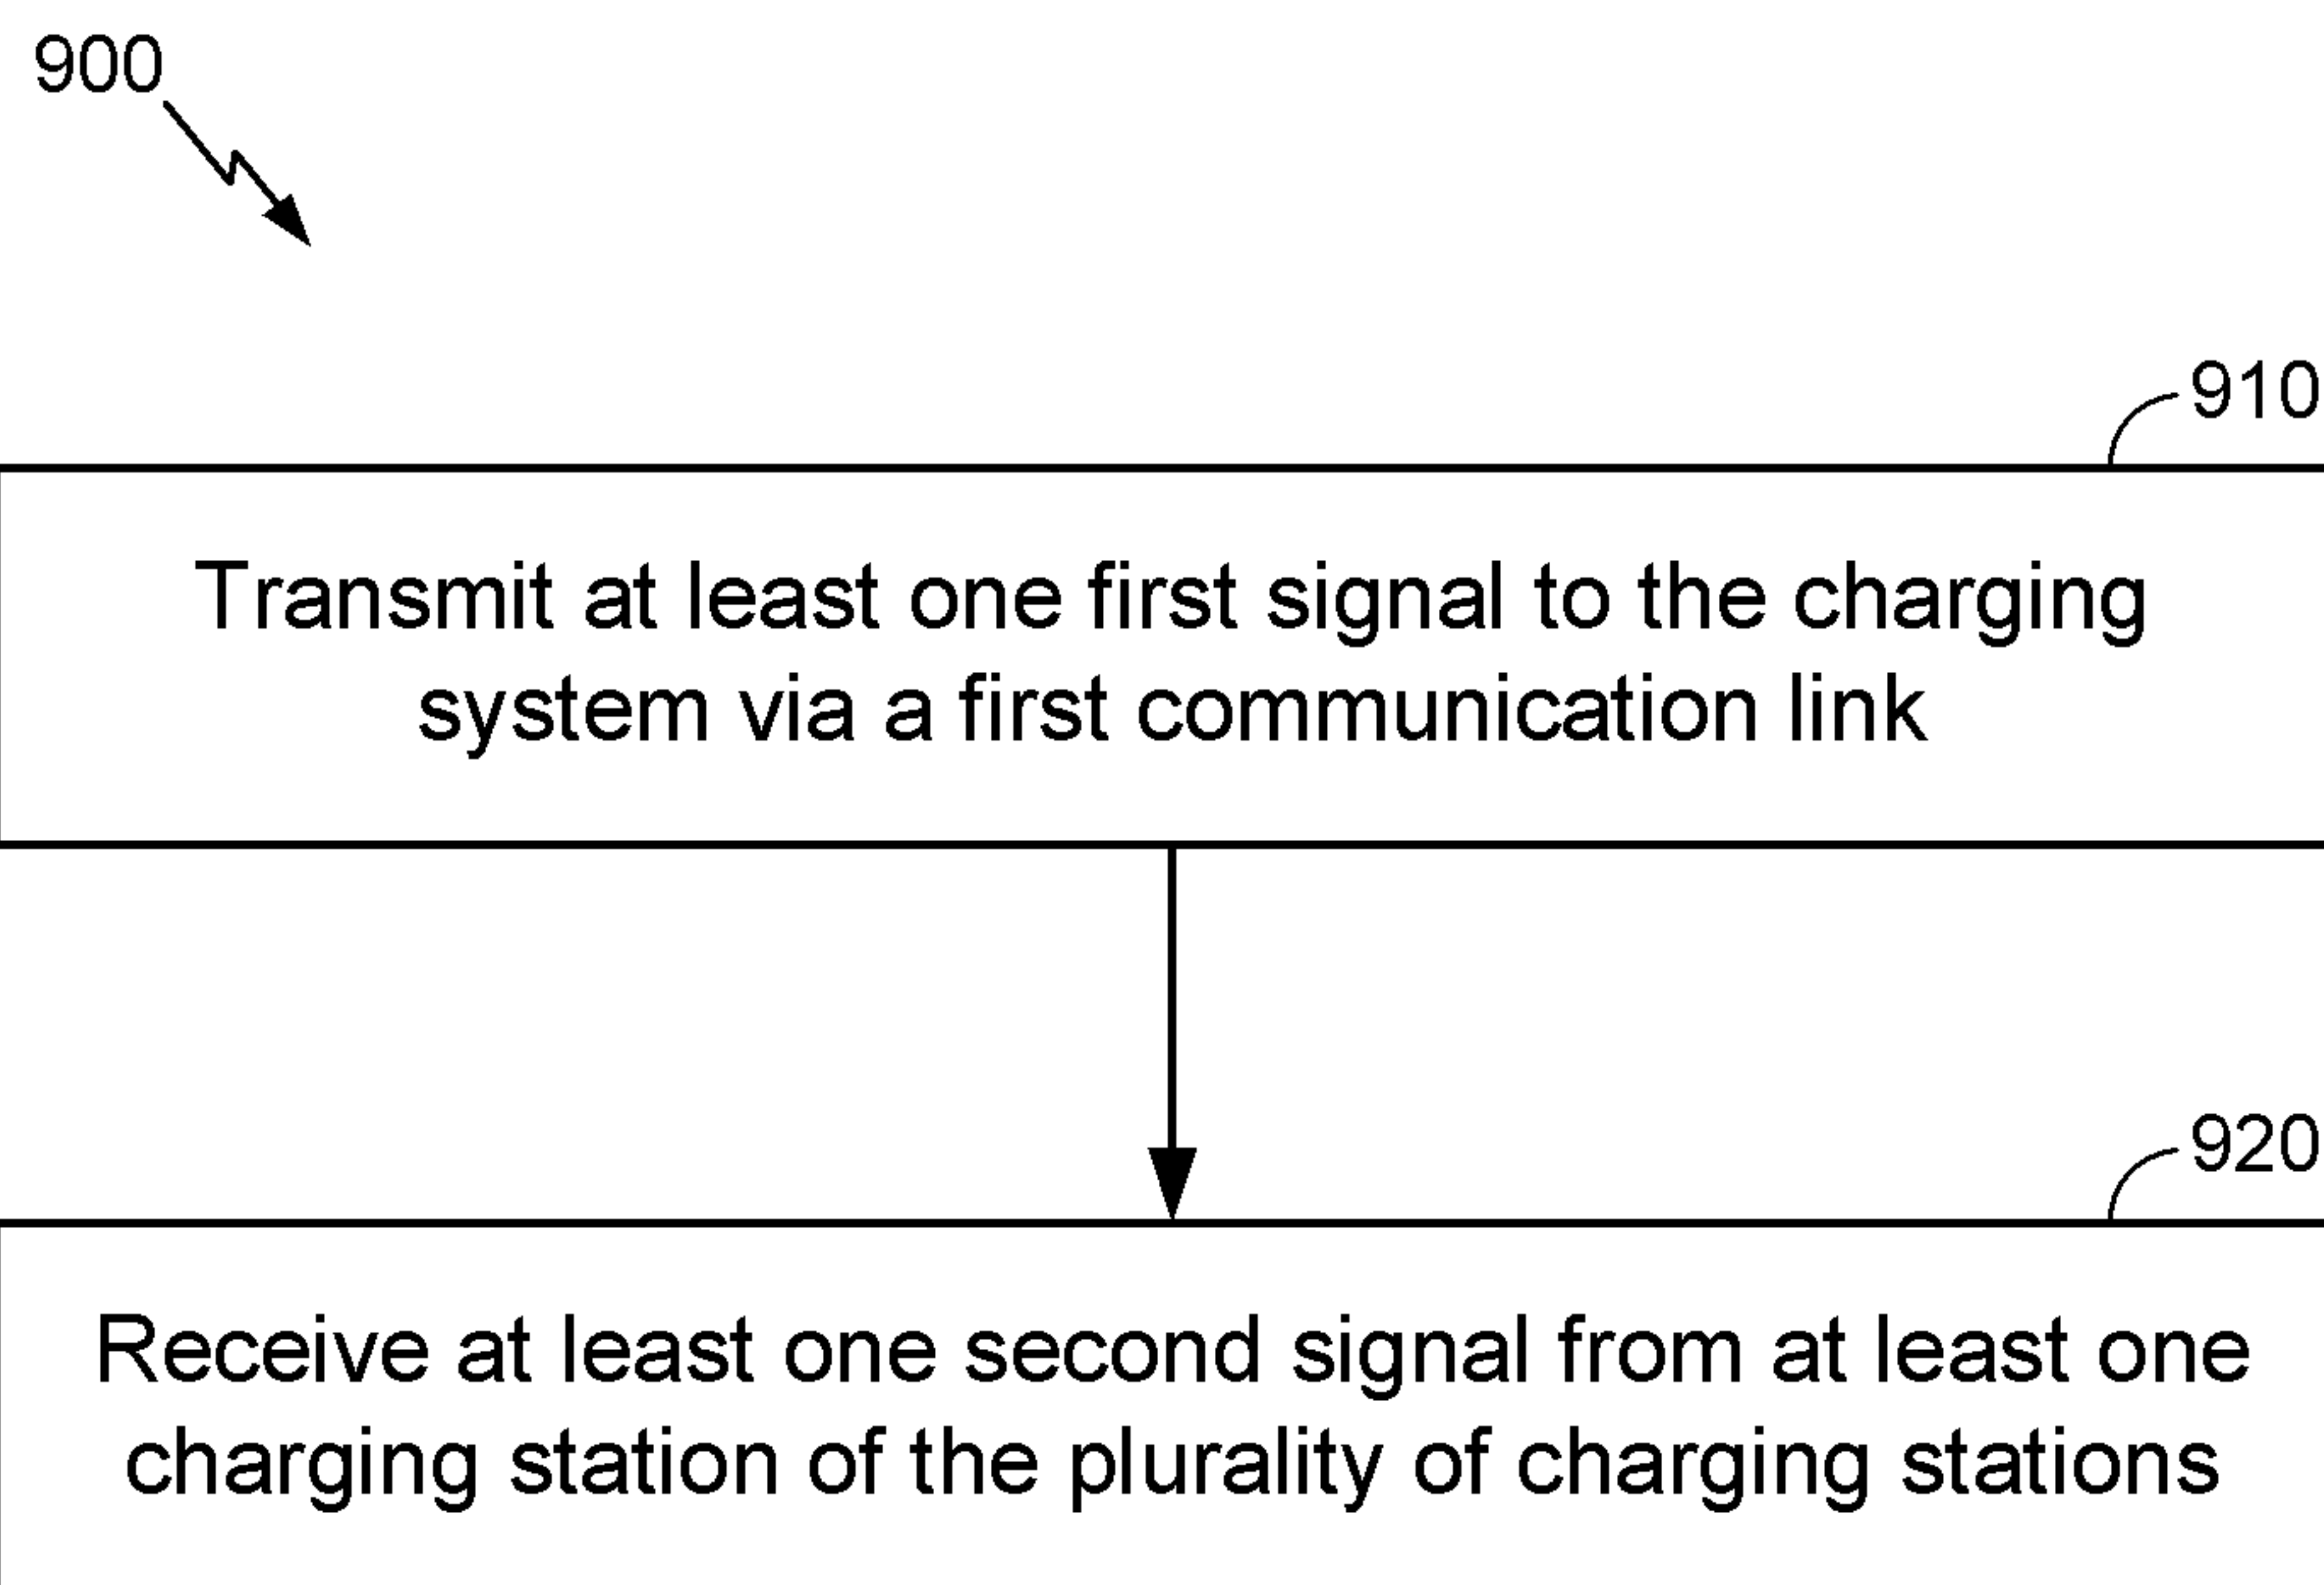 900
910
Transmit at least one first signal to the charging
system via a first communication link
920
Receive at least one second signal from at least one
charging station of the plurality of charging stations